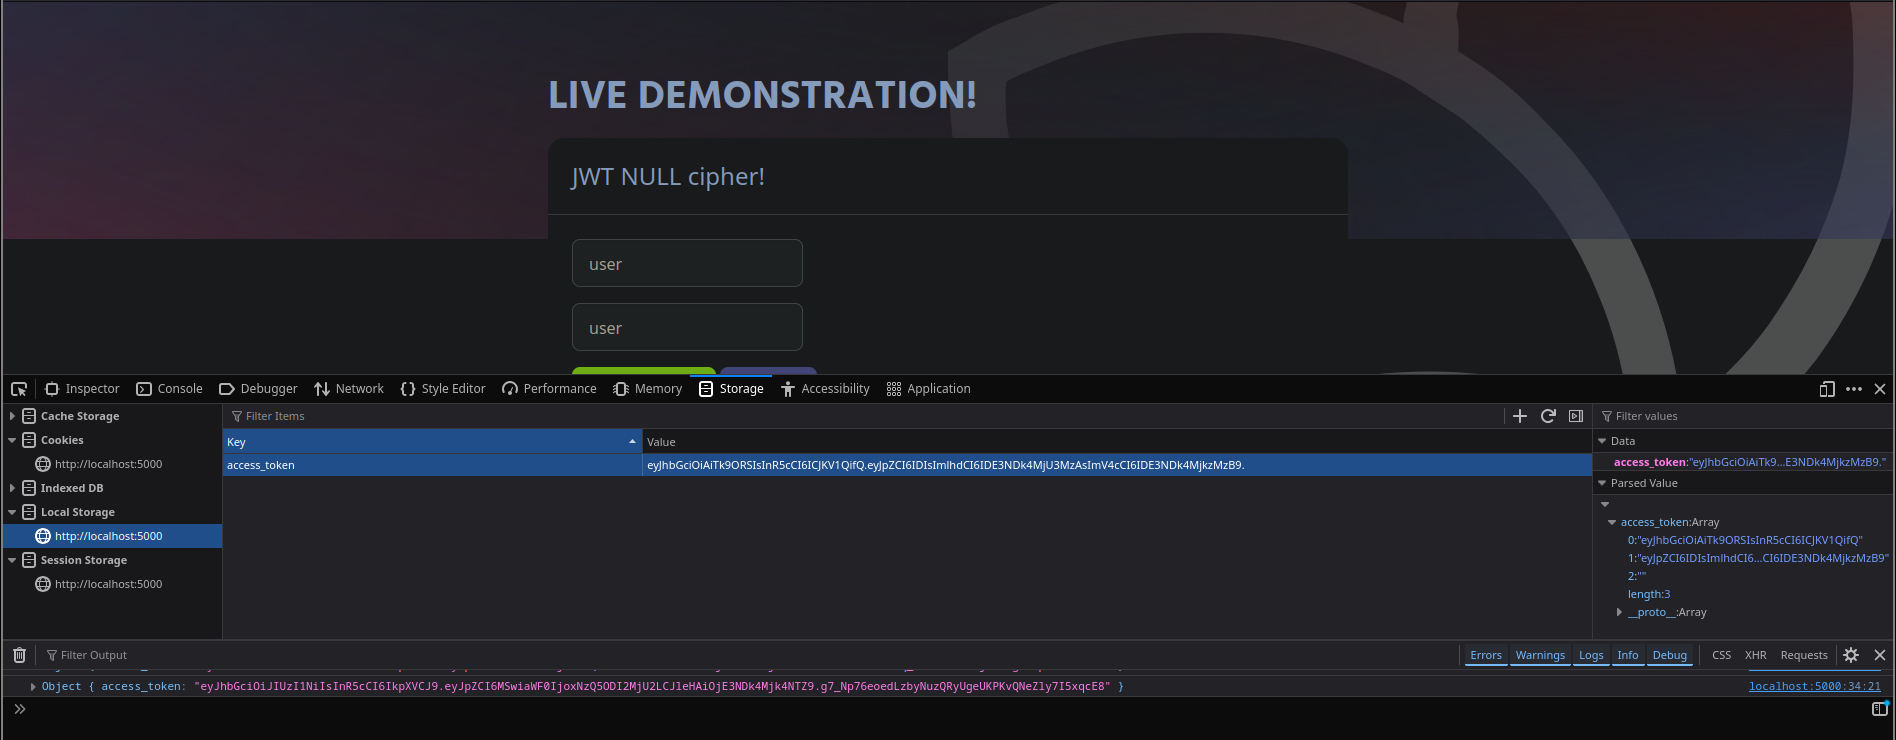 LIVE DEMONSTRATION!
JWT NULL cipher!
user
user
Inspector Console Debugger Network Style Editor Performance Memory Storage Accessibility Application
Cache Storage
Cookies
http://localhost:5000
Indexed DB
Local Storage
http://localhost:5000
Session Storage
http://localhost:5000
Filter Items
Key Value
access_token eyJhbGciOiAiTk9ORSIsInR5cCI6ICJKV1QifQ.eyJpZCI6IDIsImlhdCI6IDE3NDk4MjU3MzAsImV4cCI6IDE3NDk4MjkzMzB9.
Filter values
Data
access_token:"eyJhbGciOiAiTk9...E3NDk4MjkzMzB9."
Parsed Value
access_token:Array
0:"eyJhbGciOiAiTk9ORSIsInR5cCI6ICJKV1QifQ"
1:"eyJpZCI6IDIsImlhdCI6...CI6IDE3NDk4MjkzMzB9"
2:""
length:3
__proto__:Array
Filter Output Errors Warnings Logs Info Debug CSS XHR Requests
Object { access_token: "eyJhbGciOiJIUzI1NiIsInR5cCI6IkpXVCJ9.eyJpZCI6MSwiaWF0IjoxNzQ5ODI2MjU2LCJleHAiOjE3NDk4Mjk4NTZ9.g7_Np76eoedLzbyNuzQRyUgeUKPKvQNeZly7I5xqcE8" } localhost:5000:34:21